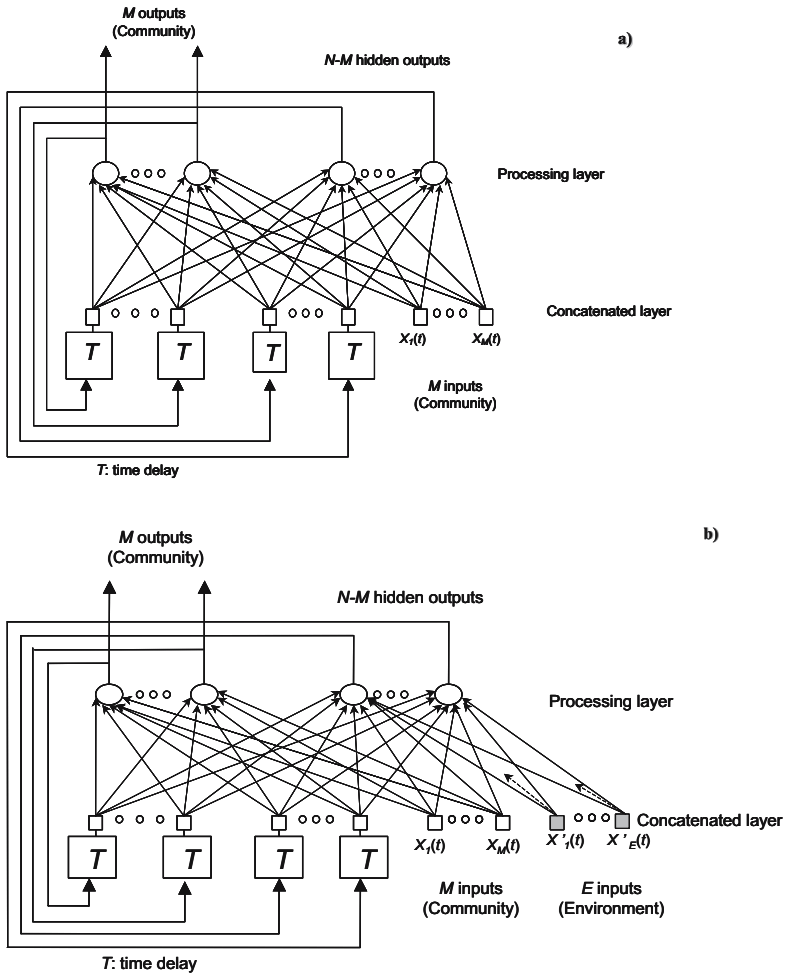 M outputs
(Community)
a)
N-M hidden outputs
Processing layer
Concatenated layer
T T T T
X1(t) XM(t)
M inputs
(Community)
T: time delay
b)
M outputs
(Community)
N-M hidden outputs
Processing layer
Concatenated layer
X1(t) XM(t) X'1(t) X'E(t)
T T T T
M inputs
(Community)
E inputs
(Environment)
T: time delay